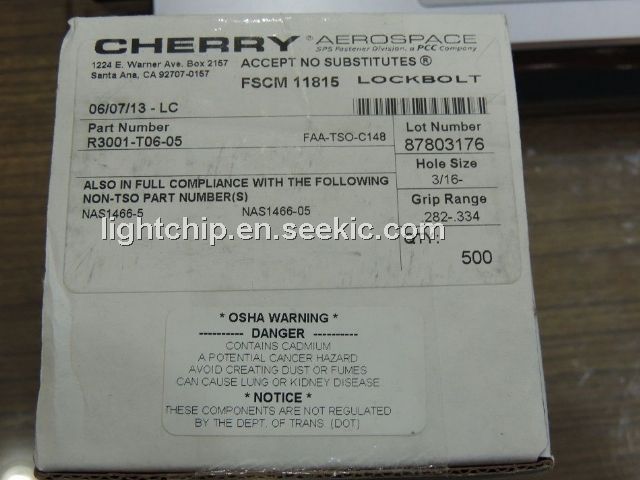 CHERRY AEROSPACE
SPS Fastener Division, a PCC Company
1224 E. Warner Ave. Box 2157
Santa Ana, CA 92707-0157
ACCEPT NO SUBSTITUTES ®
FSCM 11815 LOCKBOLT
06/07/13 - LC
Part Number
R3001-T06-05
FAA-TSO-C148
Lot Number
87803176
Hole Size
3/16-
ALSO IN FULL COMPLIANCE WITH THE FOLLOWING
NON-TSO PART NUMBER(S)
NAS1466-5 NAS1466-05
Grip Range
.282-.334
QTY:
500
lightchip.en.seekic.com
* OSHA WARNING *
---------- DANGER ----------
CONTAINS CADMIUM
A POTENTIAL CANCER HAZARD
AVOID CREATING DUST OR FUMES
CAN CAUSE LUNG OR KIDNEY DISEASE
* NOTICE *
THESE COMPONENTS ARE NOT REGULATED
BY THE DEPT. OF TRANS. (DOT)